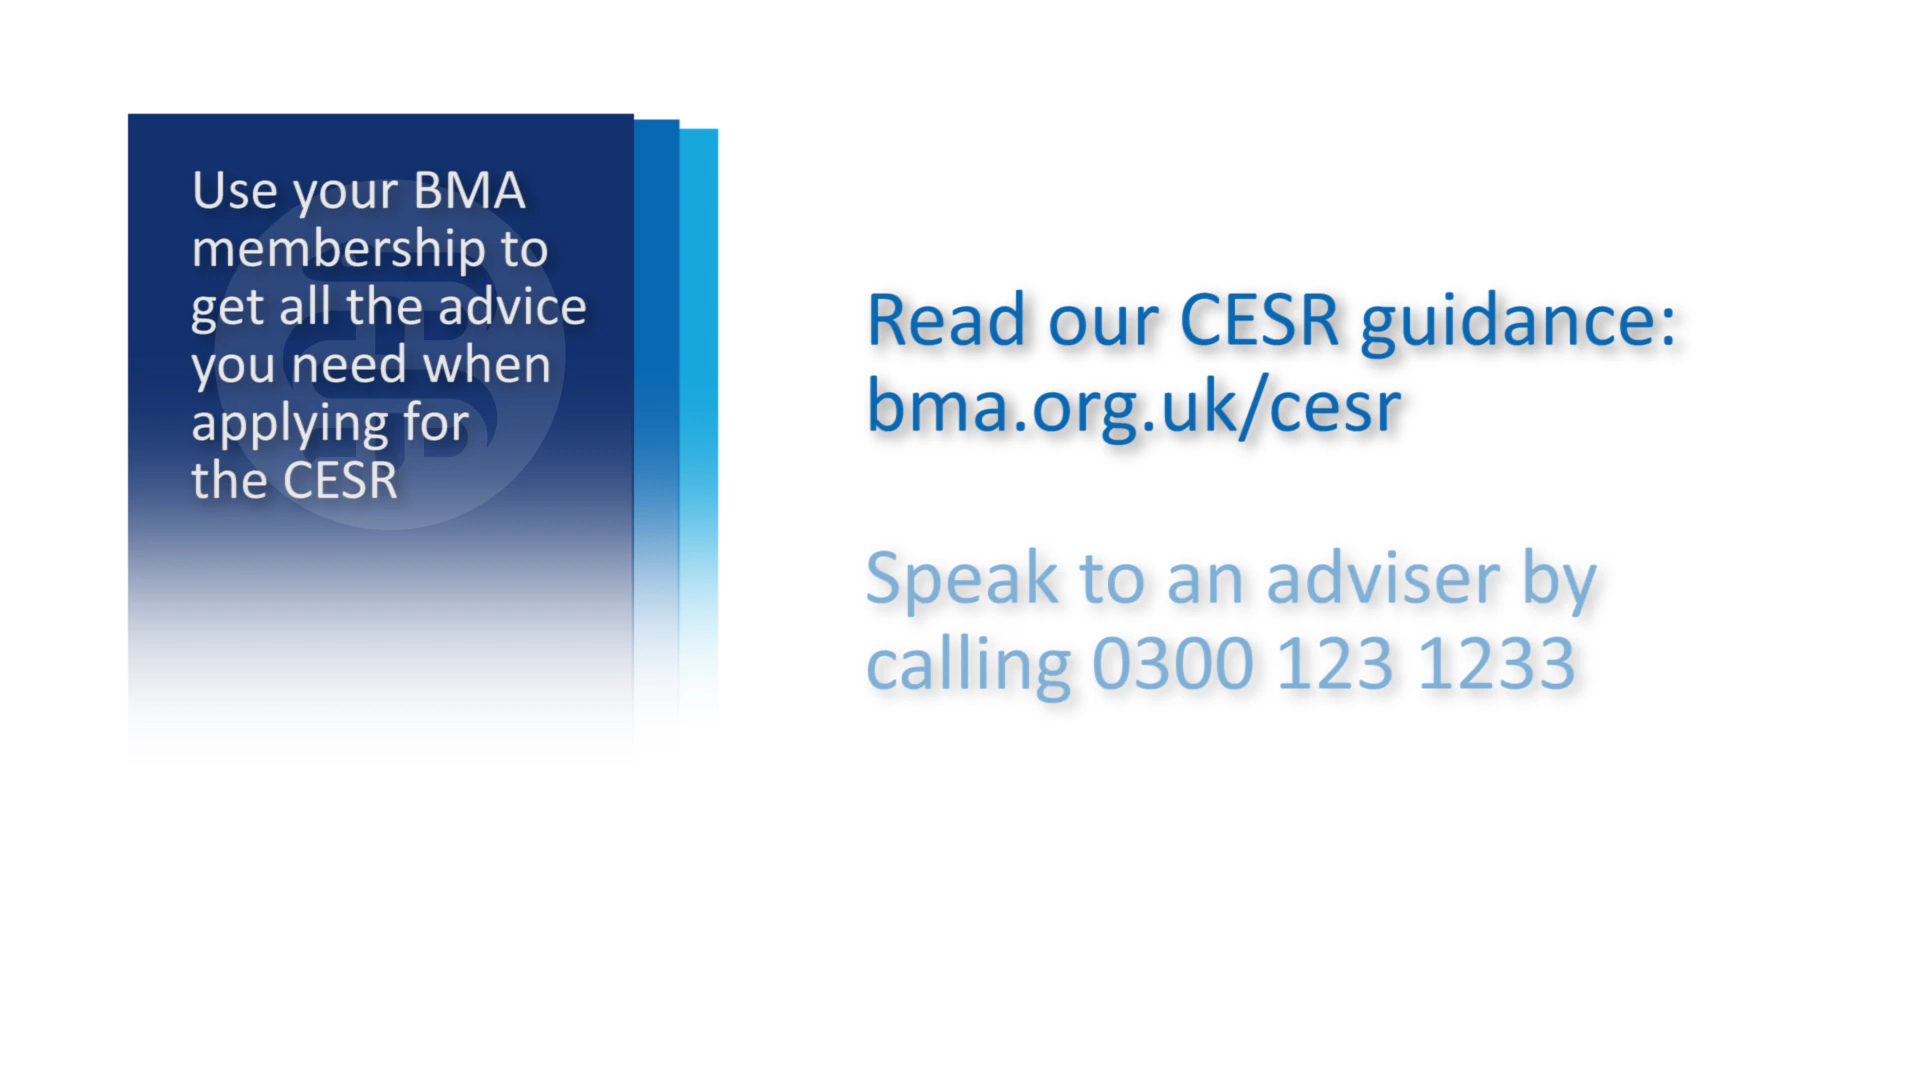 Use your BMA
membership to
get all the advice
you need when
applying for
the CESR
Read our CESR guidance:
bma.org.uk/cesr
Speak to an adviser by
calling 0300 123 1233